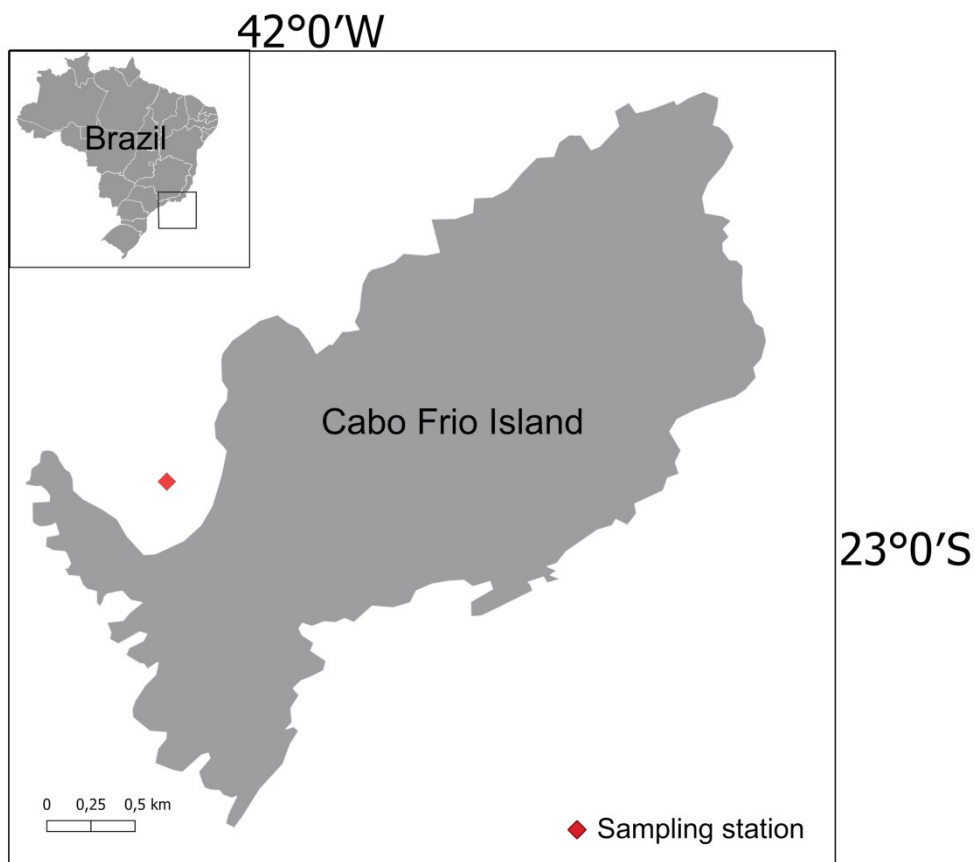 42°0'W
Brazil
Cabo Frio Island
23°0'S
0 0,25 0,5 km
Sampling station